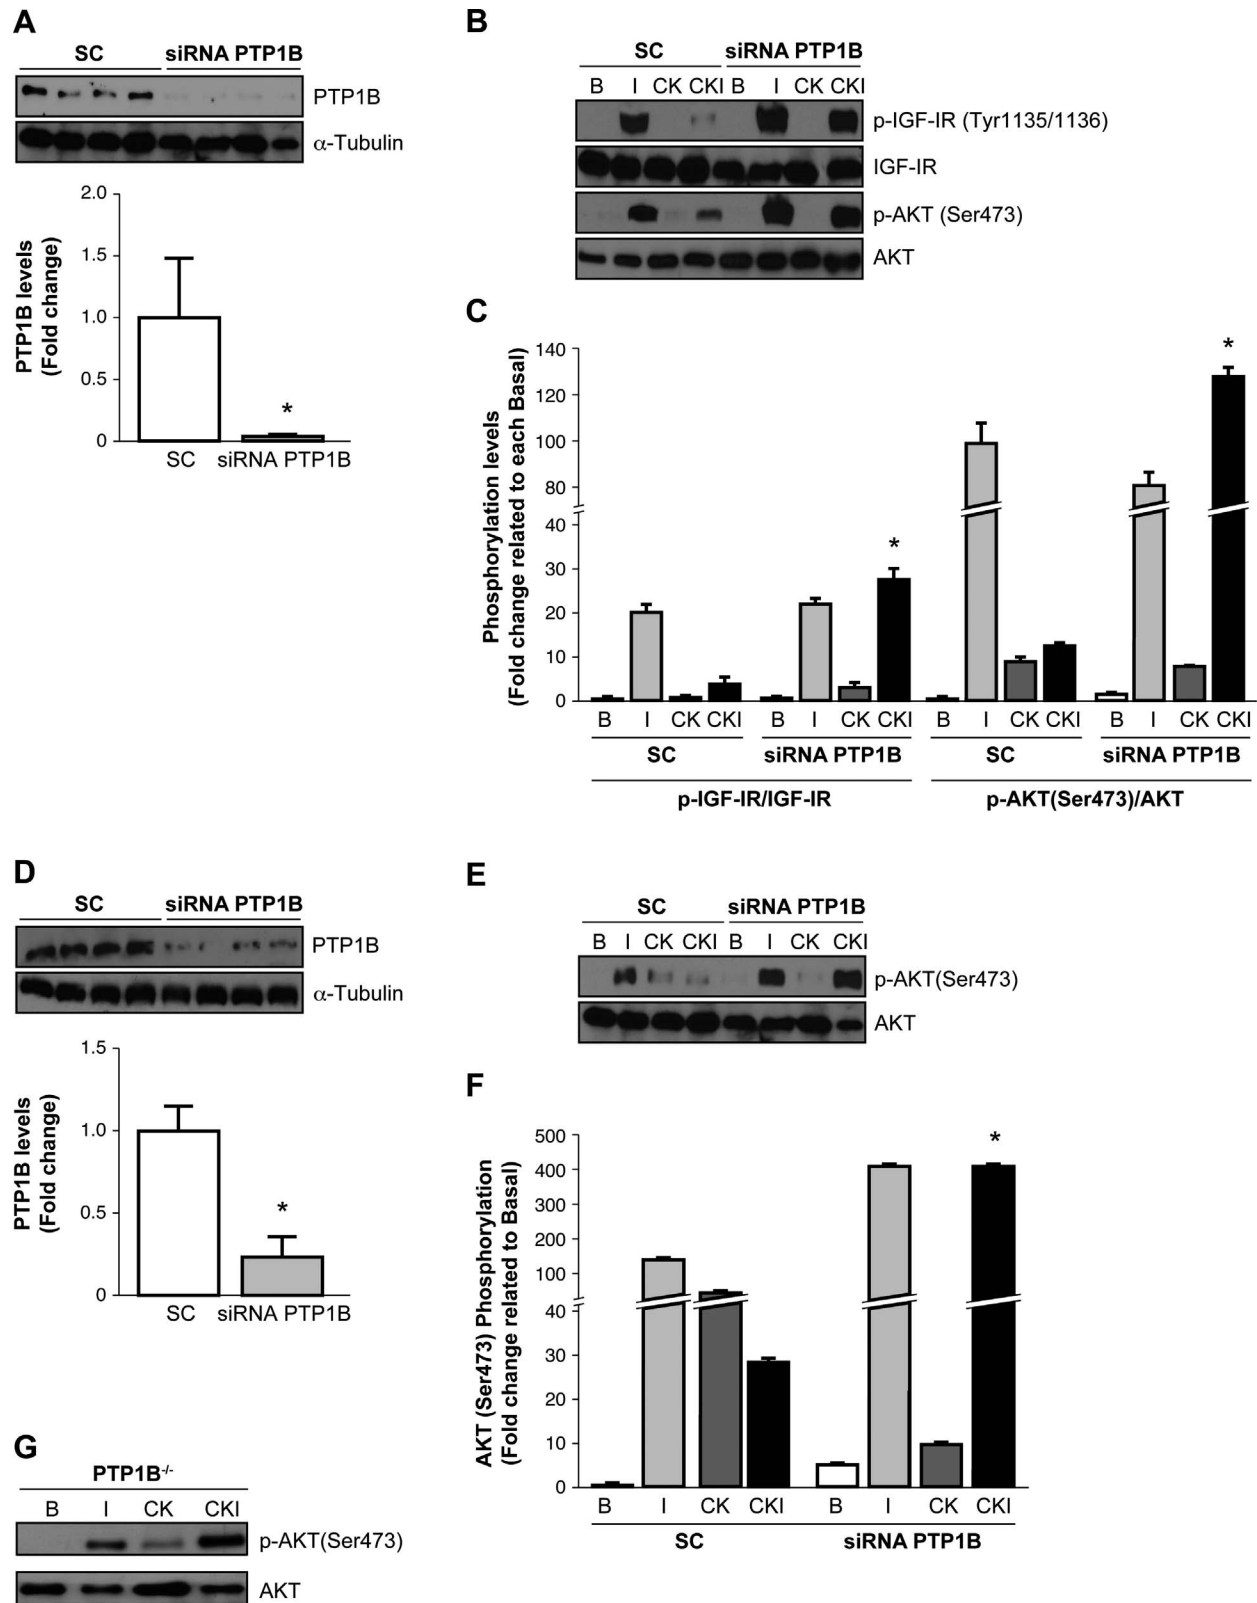 A
SC siRNA PTP1B
PTP1B
α-Tubulin
PTP1B levels
(Fold change)
2.0
1.5
1.0
0.5
0
*
SC siRNA PTP1B
B
SC siRNA PTP1B
B I CK CKI B I CK CKI
p-IGF-IR (Tyr1135/1136)
IGF-IR
p-AKT (Ser473)
AKT
C
Phosphorylation levels
(Fold change related to each Basal)
140
120
100
80
40
30
20
10
0
*
*
B I CK CKI B I CK CKI B I CK CKI B I CK CKI
SC siRNA PTP1B SC siRNA PTP1B
p-IGF-IR/IGF-IR p-AKT(Ser473)/AKT
D
SC siRNA PTP1B
PTP1B
α-Tubulin
PTP1B levels
(Fold change)
1.5
1.0
0.5
0
*
SC siRNA PTP1B
E
SC siRNA PTP1B
B I CK CKI B I CK CKI
p-AKT(Ser473)
AKT
F
AKT (Ser473) Phosphorylation
(Fold change related to Basal)
500
400
300
200
100
40
30
20
10
0
*
B I CK CKI B I CK CKI
SC siRNA PTP1B
G
PTP1B-/-
B I CK CKI
p-AKT(Ser473)
AKT